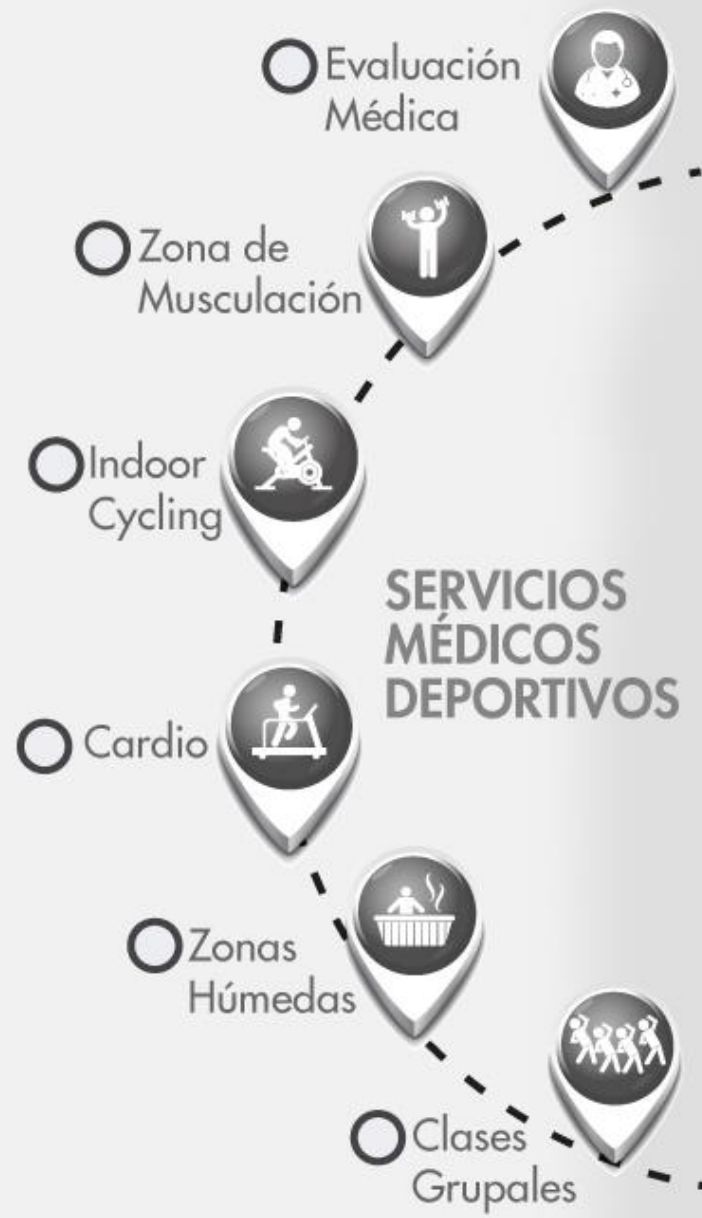 Evaluación
Médica
Zona de
Musculación
Indoor
Cycling
SERVICIOS
MÉDICOS
DEPORTIVOS
Cardio
Zonas
Húmedas
Clases
Grupales